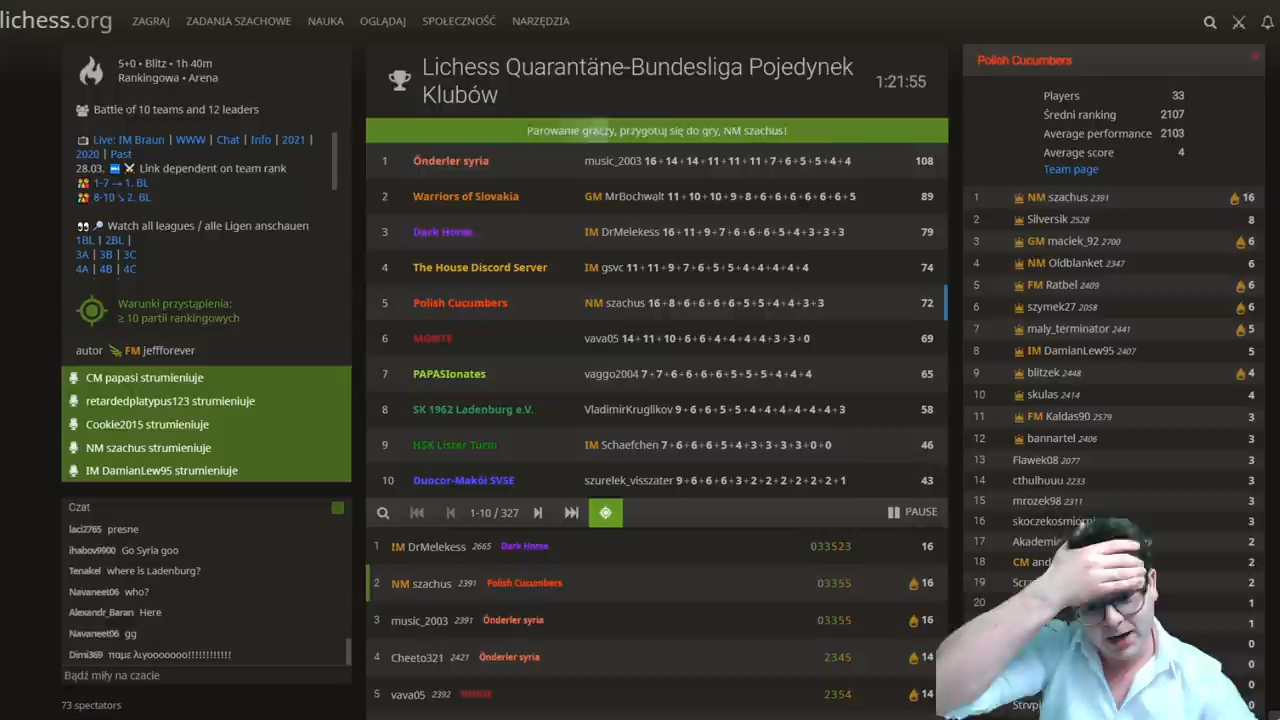 lichess.org
ZAGRAJ
ZADANIA SZACHOWE
NAUKA
OGLĄDAJ
SPOŁECZNOŚĆ
NARZĘDZIA
5+0 • Blitz • 1h 40m
Rankingowa • Arena
Battle of 10 teams and 12 leaders
Live: IM Braun | WWW | Chat | Info | 2021 |
2020 | Past
28.03. Link dependent on team rank
1-7 → 1. BL
8-10 ↘ 2. BL
Watch all leagues / alle Ligen anschauen
1BL | 2BL |
3A | 3B | 3C
4A | 4B | 4C
Warunki przystąpienia:
≥ 10 partii rankingowych
autor FM jeffforever
CM papasi strumieniuje
retardedplatypus123 strumieniuje
Cookie2015 strumieniuje
NM szachus strumieniuje
IM DamianLew95 strumieniuje
Czat
laci2765 presne
ihabov9900 Go Syria goo
Tenakel where is Ladenburg?
Navaneet06 who?
Alexandr_Baran Here
Navaneet06 gg
Dimi369 παμε λιγοοοοοοο!!!!!!!!!!!!
Bądź miły na czacie
73 spectators
Lichess Quarantäne-Bundesliga Pojedynek
Klubów
1:21:55
Parowanie graczy, przygotuj się do gry, NM szachus!
1 Önderler syria music_2003 16+14+14+11+11+11+7+6+5+5+4+4 108
2 Warriors of Slovakia GM MrBochwalt 11+10+10+9+8+6+6+6+6+6+6+5 89
3 Dark Horse IM DrMelekess 16+11+9+7+6+6+6+5+4+3+3+3 79
4 The House Discord Server IM gsvc 11+11+9+7+6+5+5+4+4+4+4+4 74
5 Polish Cucumbers NM szachus 16+8+6+6+6+6+5+5+4+4+3+3 72
6 MONTE vava05 14+11+10+6+6+4+4+4+4+3+3+0 69
7 PAPASIonates vaggo2004 7+7+6+6+6+5+5+5+4+4+4 65
8 SK 1962 Ladenburg e.V. VladimirKruglikov 9+6+6+5+5+4+4+4+4+4+4+3 58
9 HSK Lister Turm IM Schaefchen 7+6+6+6+5+4+3+3+3+3+0+0 46
10 Duocor-Makói SVSE szurelek_visszater 9+6+6+6+3+2+2+2+2+2+2+1 43
1-10 / 327
PAUSE
1 IM DrMelekess 2665 Dark Horse 033523 16
2 NM szachus 2391 Polish Cucumbers 03355 16
3 music_2003 2391 Önderler syria 03355 16
4 Cheeto321 2421 Önderler syria 2345 14
5 vava05 2392 2354 14
Polish Cucumbers
Players 33
Średni ranking 2107
Average performance 2103
Average score 4
Team page
1 NM szachus 2391 16
2 Silversik 2528 8
3 GM maciek_92 2700 6
4 NM Oldblanket 2347 6
5 FM Ratbel 2409 6
6 szymek27 2058 6
7 maly_terminator 2441 5
8 IM DamianLew95 2407 5
9 blitzek 2448 4
10 skulas 2414 4
11 FM Kaldas90 2579 3
12 bannartel 2406 3
13 Flawek08 2077 3
14 cthulhuuu 2233 3
15 mrozek98 2311 3
16 3
17 2
18 CM 2
19 2
20 1
1
0
0
0